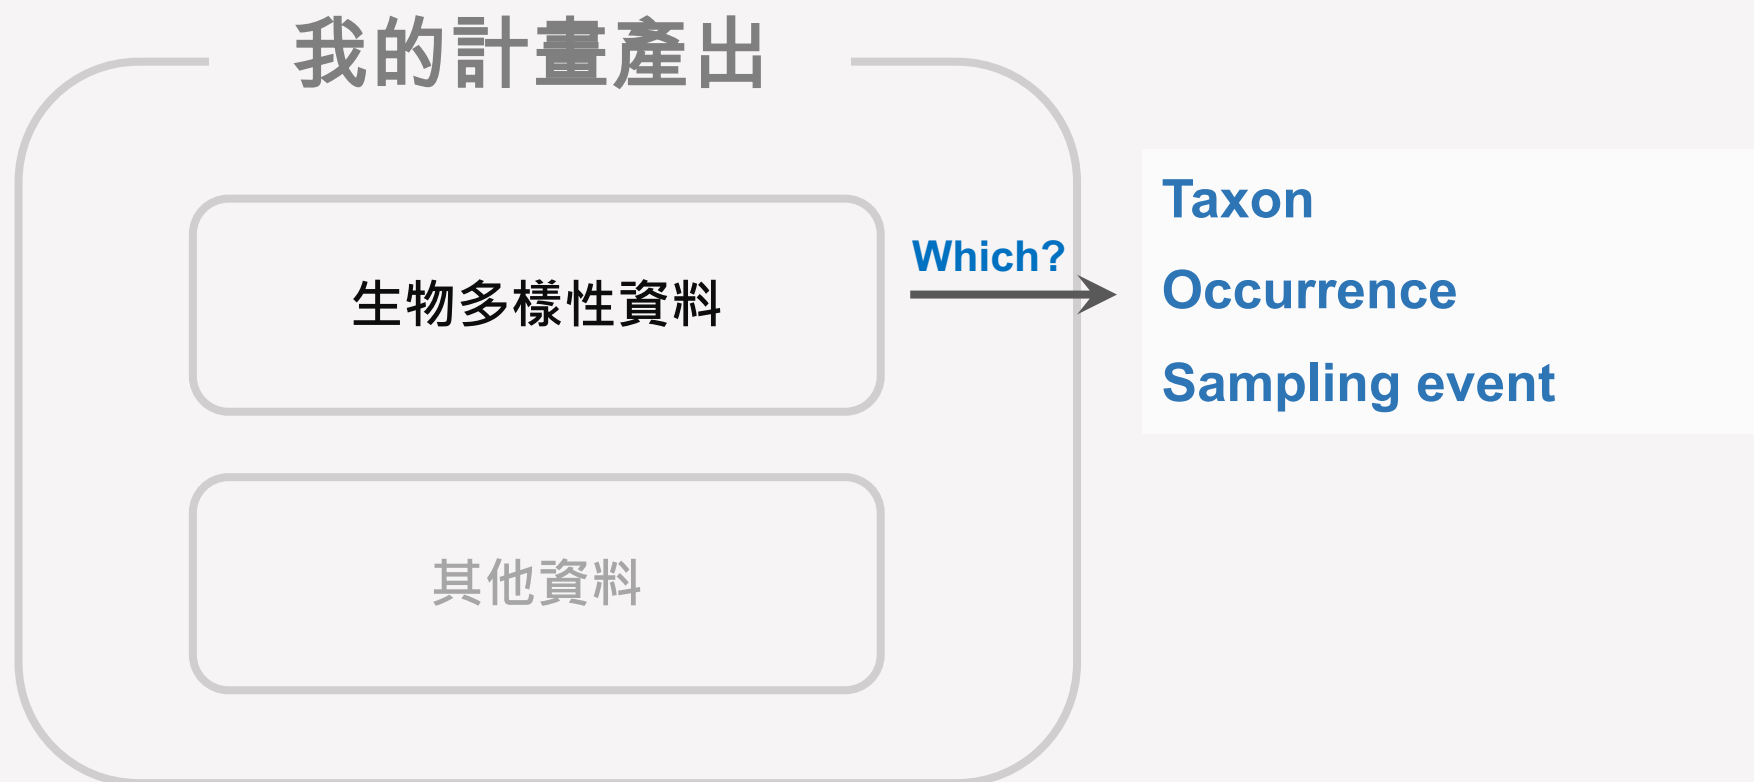 我的計畫產出
生物多樣性資料
Which?
Taxon
Occurrence
Sampling event
其他資料